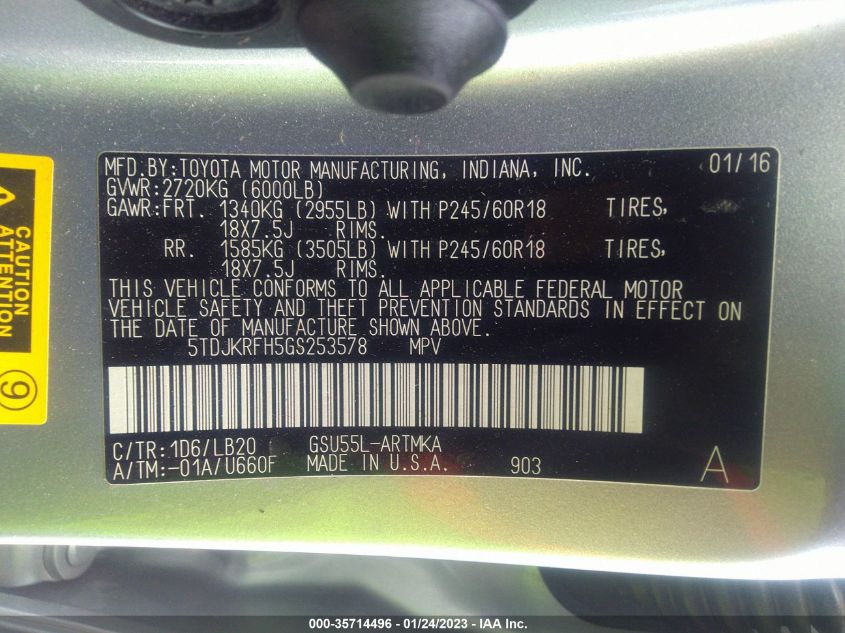 MFD.BY:TOYOTA MOTOR MANUFACTURING, INDIANA, INC. 01/16
GVWR:2720KG (6000LB)
GAWR:FRT. 1340KG (2955LB) WITH P245/60R18 TIRES,
18X7.5J RIMS.
RR. 1585KG (3505LB) WITH P245/60R18 TIRES,
18X7.5J RIMS.
THIS VEHICLE CONFORMS TO ALL APPLICABLE FEDERAL MOTOR
VEHICLE SAFETY AND THEFT PREVENTION STANDARDS IN EFFECT ON
THE DATE OF MANUFACTURE SHOWN ABOVE.
5TDJKRFH5GS253578 MPV
C/TR:1D6/LB20 GSU55L-ARTMKA
A/TM:-01A/U660F MADE IN U.S.A. 903 A
CAUTION
ATTENTION
9
000-35714496 - 01/24/2023 - IAA Inc.